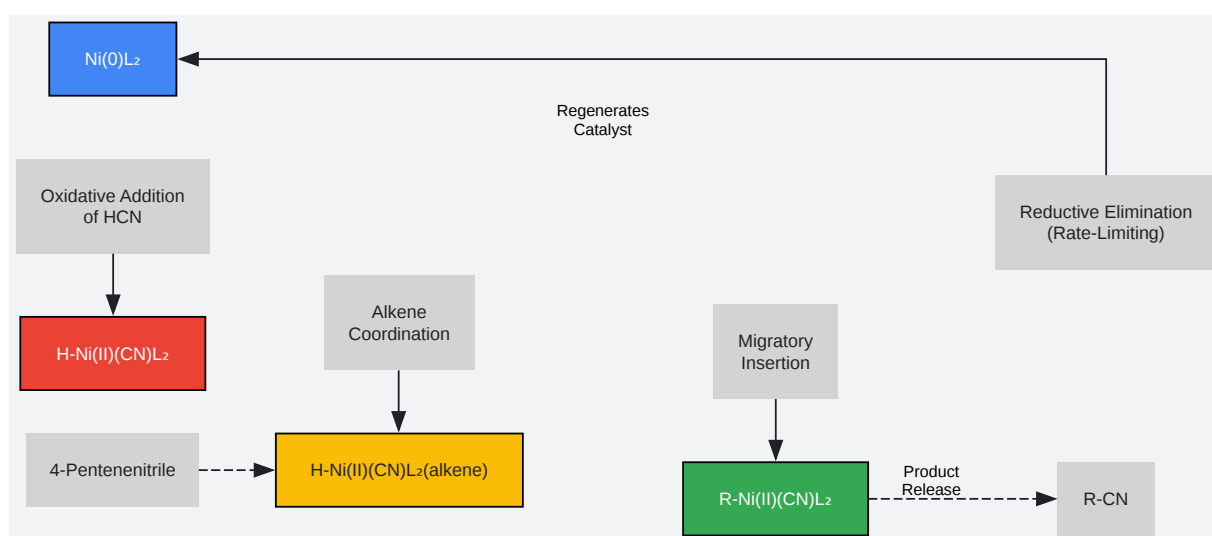 Ni(0)L₂
Regenerates
Catalyst
Oxidative Addition
of HCN
Reductive Elimination
(Rate-Limiting)
H-Ni(II)(CN)L₂
Alkene
Coordination
Migratory
Insertion
4-Pentenenitrile
H-Ni(II)(CN)L₂(alkene)
R-Ni(II)(CN)L₂
Product
Release
R-CN